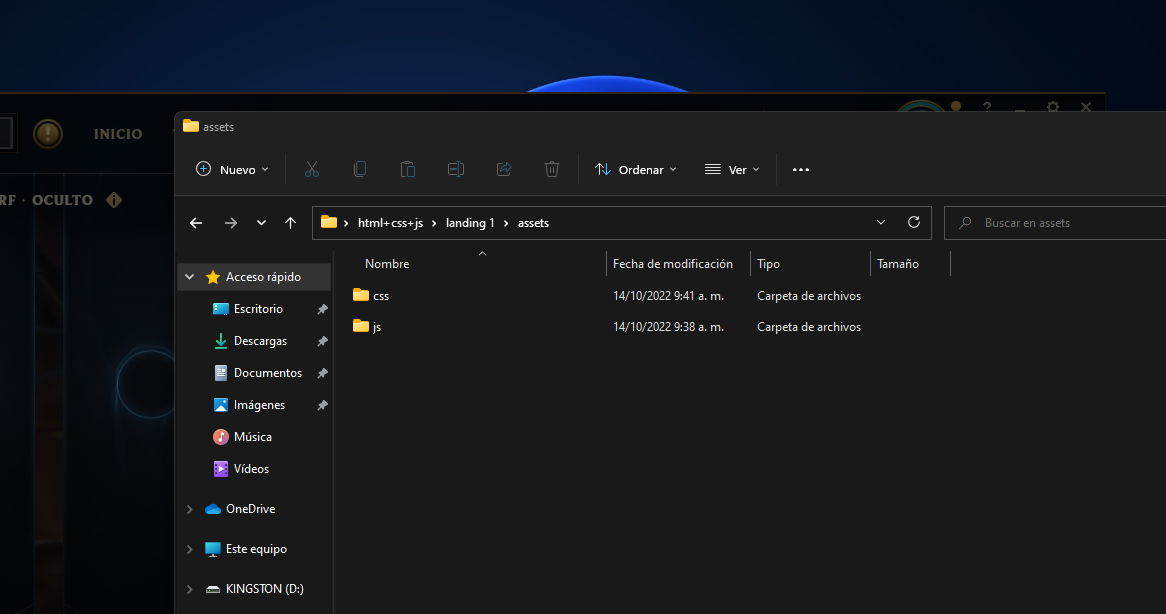 ?
INICIO
assets
Nuevo
Ordenar
Ver
RF · OCULTO
html+css+js
landing 1
assets
Buscar en assets
Nombre
Fecha de modificación
Tipo
Tamaño
Acceso rápido
css
14/10/2022 9:41 a. m.
Carpeta de archivos
Escritorio
js
14/10/2022 9:38 a. m.
Carpeta de archivos
Descargas
Documentos
Imágenes
Música
Vídeos
OneDrive
Este equipo
KINGSTON (D:)